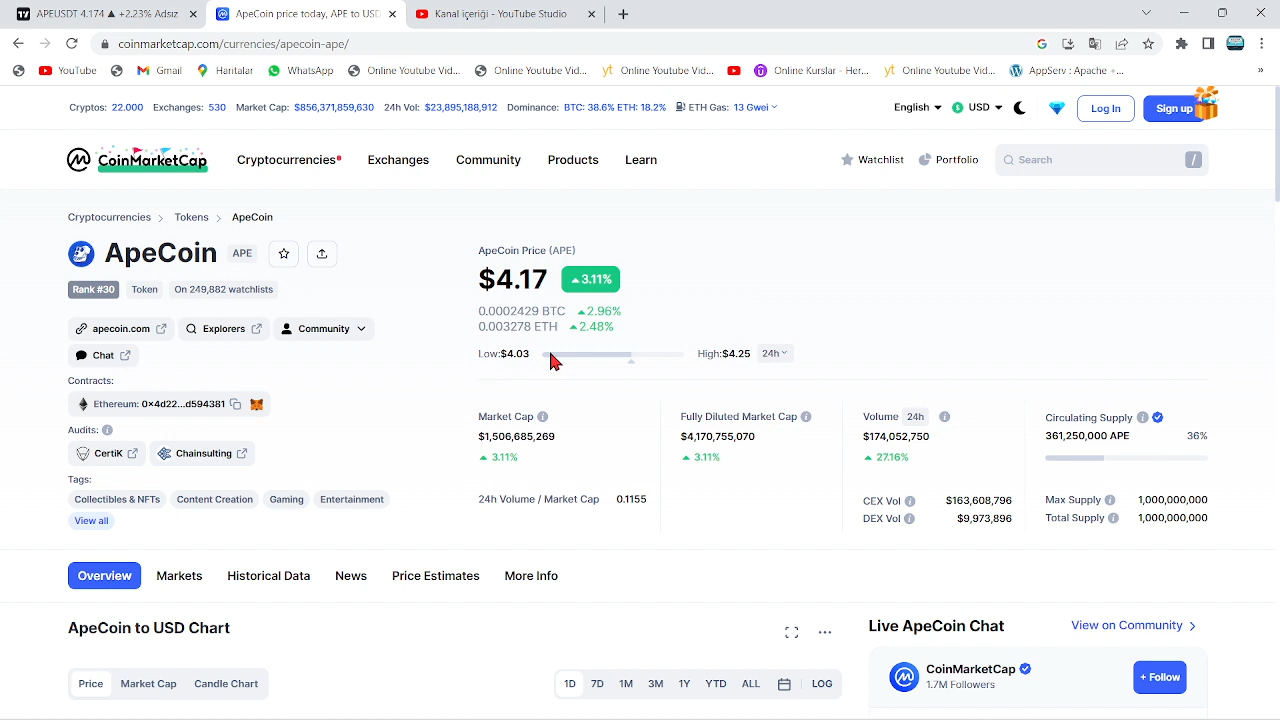 APEUSDT 4.174 ▲ +2.23% Adsız
ApeCoin price today, APE to USD
Kanal içeriği - YouTube Studio
coinmarketcap.com/currencies/apecoin-ape/
YouTube Gmail Haritalar WhatsApp Online Youtube Vid... Online Youtube Vid... Online Youtube Vid... Online Kurslar - Her... Online Youtube Vid... AppServ : Apache +... »
Cryptos: 22.000 Exchanges: 530 Market Cap: $856,371,859,630 24h Vol: $23,895,188,912 Dominance: BTC: 38.6% ETH: 18.2% ETH Gas: 13 Gwei English USD Log In Sign up
CoinMarketCap Cryptocurrencies Exchanges Community Products Learn Watchlist Portfolio Search /
Cryptocurrencies > Tokens > ApeCoin
ApeCoin APE
Rank #30 Token On 249,882 watchlists
apecoin.com Explorers Community
Chat
Contracts:
Ethereum: 0x4d22...d594381
Audits:
CertiK Chainsulting
Tags:
Collectibles & NFTs Content Creation Gaming Entertainment
View all
ApeCoin Price (APE)
$4.17 ▲3.11%
0.0002429 BTC ▲2.96%
0.003278 ETH ▲2.48%
Low:$4.03 High:$4.25 24h
Market Cap
$1,506,685,269
▲ 3.11%
24h Volume / Market Cap 0.1155
Fully Diluted Market Cap
$4,170,755,070
▲ 3.11%
Volume 24h
$174,052,750
▲ 27.16%
CEX Vol $163,608,796
DEX Vol $9,973,896
Circulating Supply
361,250,000 APE 36%
Max Supply 1,000,000,000
Total Supply 1,000,000,000
Overview Markets Historical Data News Price Estimates More Info
ApeCoin to USD Chart
Price Market Cap Candle Chart 1D 7D 1M 3M 1Y YTD ALL LOG
Live ApeCoin Chat View on Community >
CoinMarketCap
1.7M Followers
+ Follow